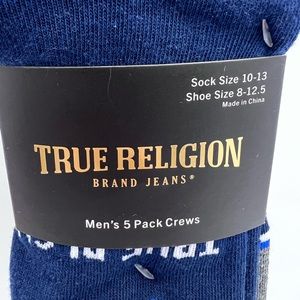 Sock Size 10-13
Shoe Size 8-12.5
Made in China
TRUE RELIGION
BRAND JEANS®
Men's 5 Pack Crews